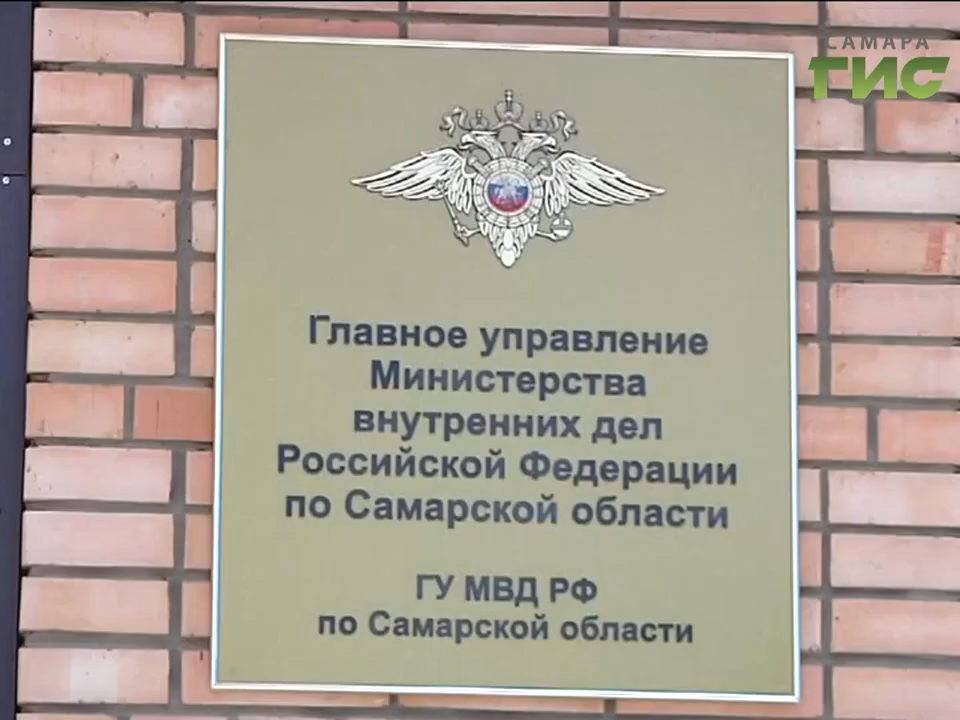 САМАРА
ГИС
Главное управление
Министерства
внутренних дел
Российской Федерации
по Самарской области
ГУ МВД РФ
по Самарской области